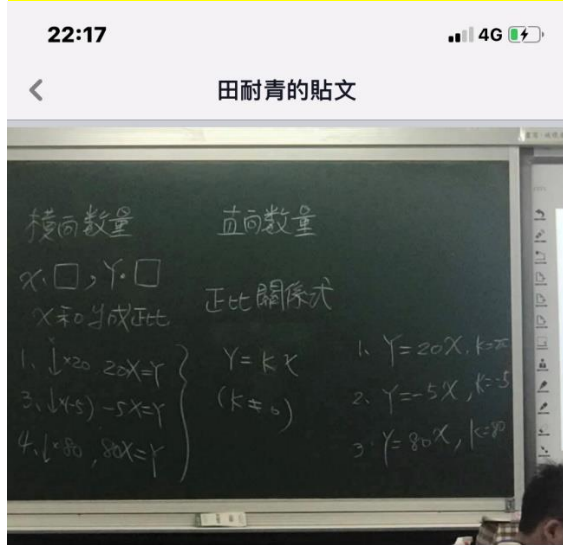 22:17
4G
田耐青的貼文
橫向數量
直向數量
X·□,Y·□
X和Y成正比
正比關係式
1、↓×20 20X=Y
3、↓×(-5) -5X=Y
4、↓×80, 80X=Y
Y=KX
(K≠0)
1、Y=20X, K=20
2、Y=-5X, K=-5
3、Y=80X, K=80